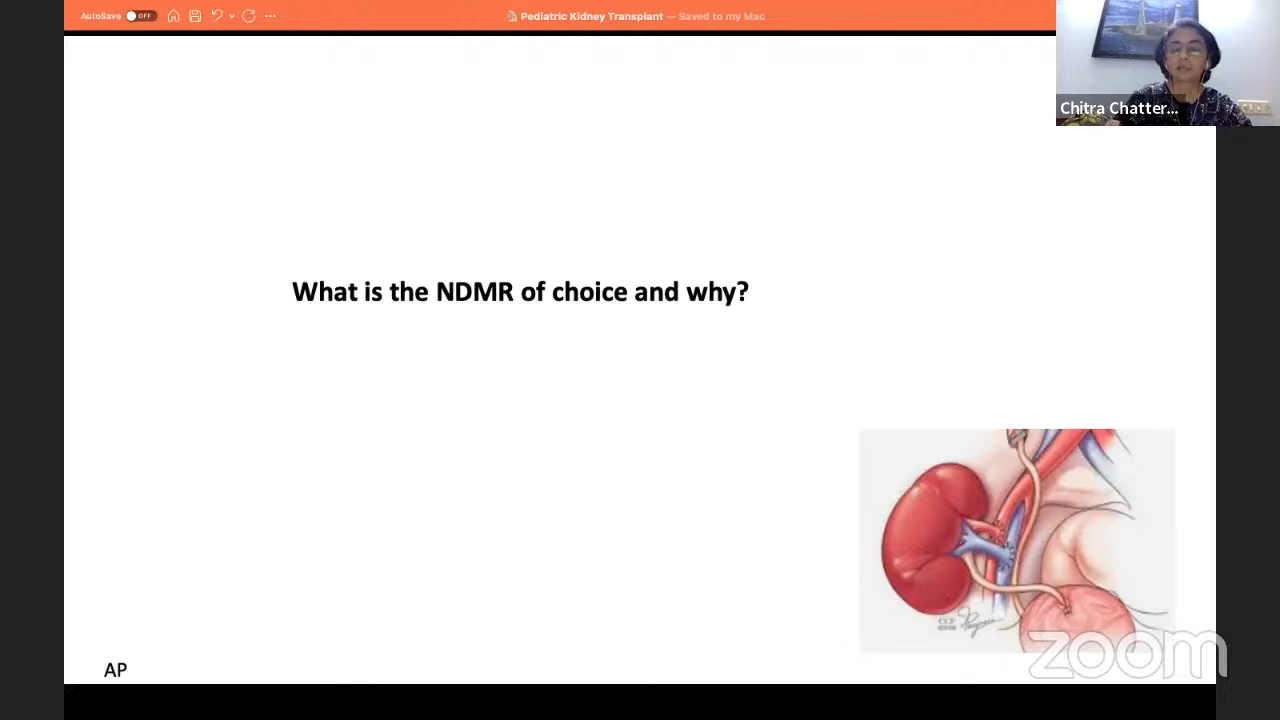 AutoSave OFF
Pediatric Kidney Transplant — Saved to my Mac
Chitra Chatter...
What is the NDMR of choice and why?
AP
zoom